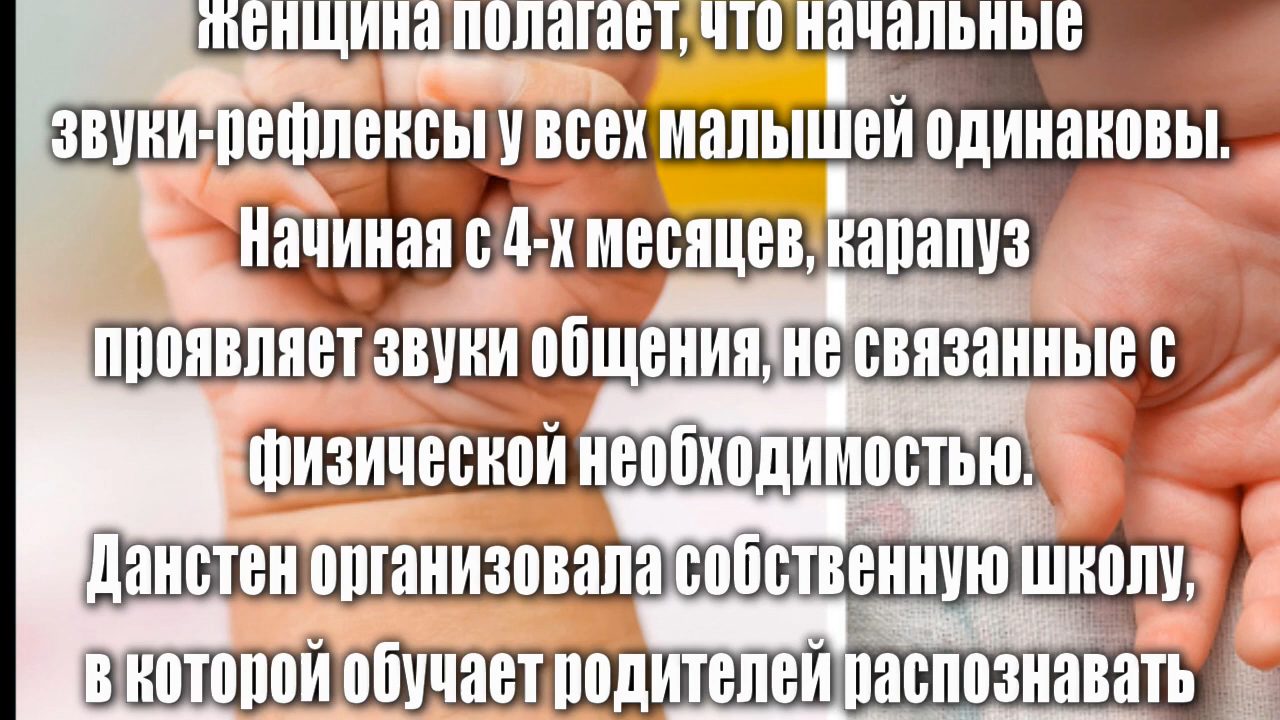 Женщина полагает, что начальные
звуки-рефлексы у всех малышей одинаковы.
Начиная с 4-х месяцев, карапуз
проявляет звуки общения, не связанные с
физической необходимостью.
Данстен организовала собственную школу,
в которой обучает родителей распознавать